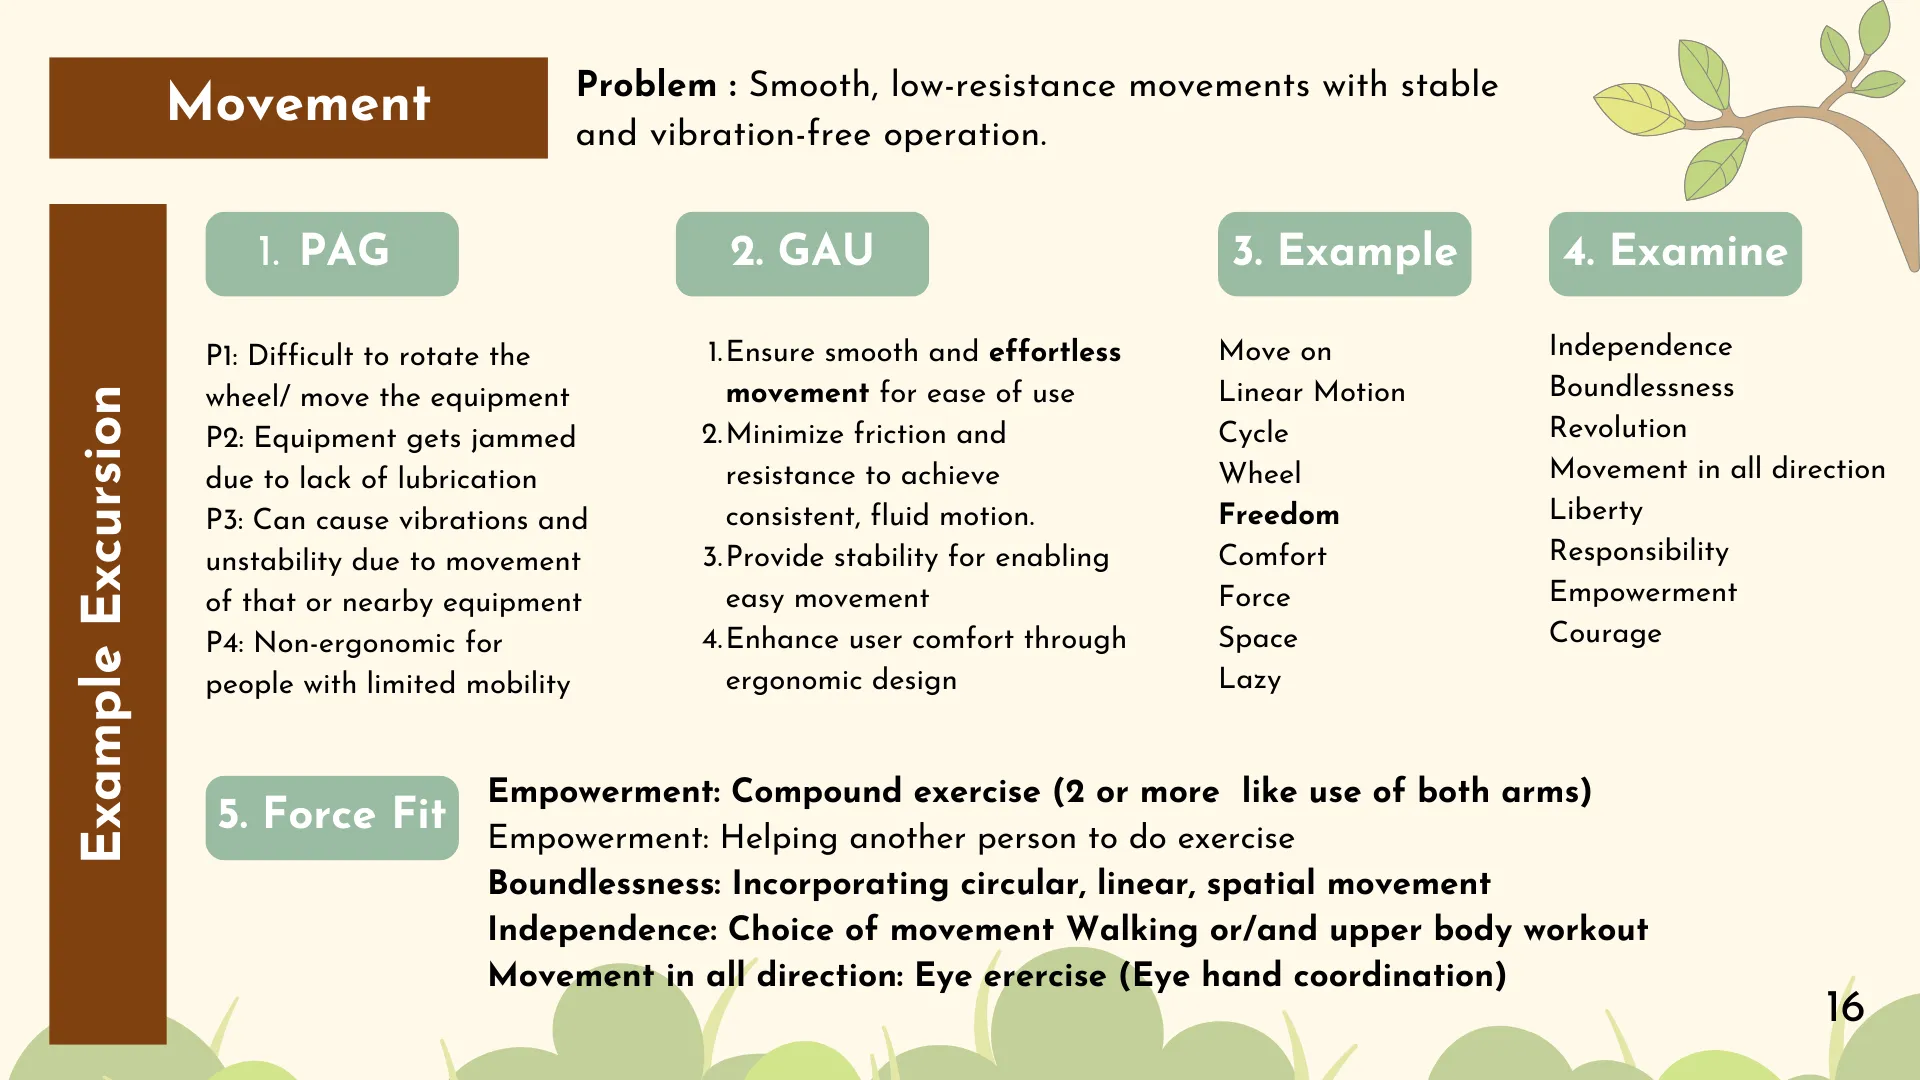 Movement
Problem : Smooth, low-resistance movements with stable
and vibration-free operation.
Example Excursion
1. PAG
P1: Difficult to rotate the
wheel/ move the equipment
P2: Equipment gets jammed
due to lack of lubrication
P3: Can cause vibrations and
unstability due to movement
of that or nearby equipment
P4: Non-ergonomic for
people with limited mobility
2. GAU
1. Ensure smooth and effortless
movement for ease of use
2. Minimize friction and
resistance to achieve
consistent, fluid motion.
3. Provide stability for enabling
easy movement
4. Enhance user comfort through
ergonomic design
3. Example
Move on
Linear Motion
Cycle
Wheel
Freedom
Comfort
Force
Space
Lazy
4. Examine
Independence
Boundlessness
Revolution
Movement in all direction
Liberty
Responsibility
Empowerment
Courage
5. Force Fit
Empowerment: Compound exercise (2 or more  like use of both arms)
Empowerment: Helping another person to do exercise
Boundlessness: Incorporating circular, linear, spatial movement
Independence: Choice of movement Walking or/and upper body workout
Movement in all direction: Eye erercise (Eye hand coordination)
16